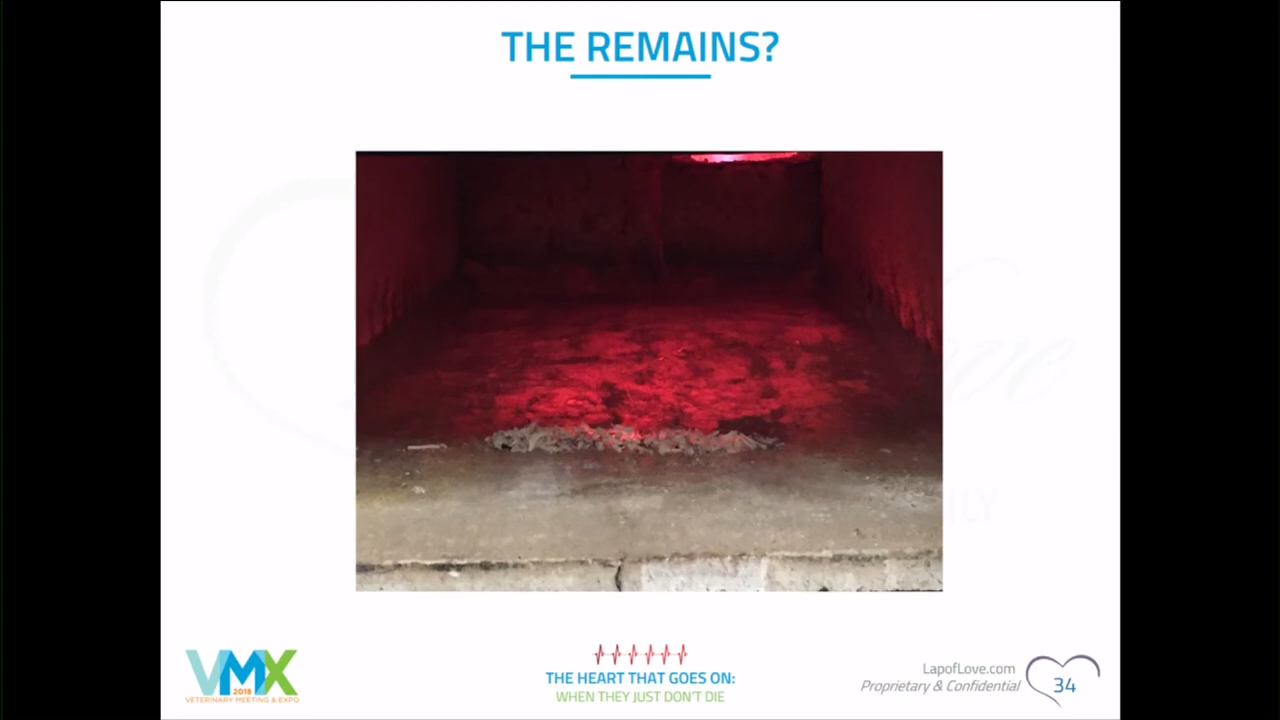 THE REMAINS?
VMX
2018
VETERINARY MEETING & EXPO
THE HEART THAT GOES ON:
WHEN THEY JUST DON'T DIE
LapofLove.com
Proprietary & Confidential
34